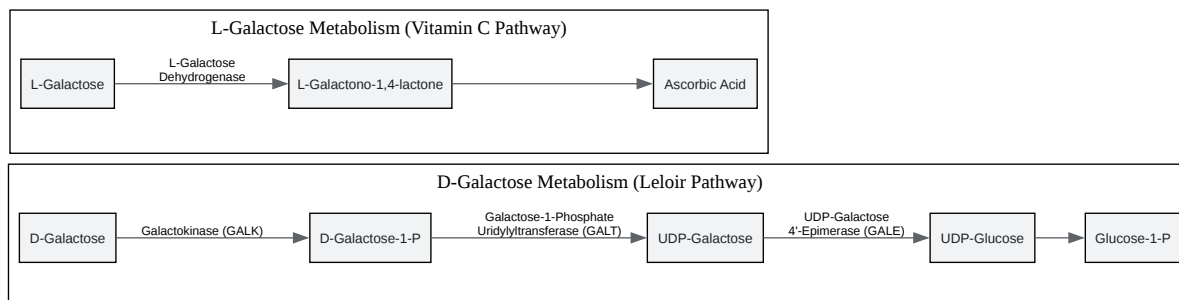 L-Galactose Metabolism (Vitamin C Pathway)
L-Galactose
L-Galactose
Dehydrogenase
L-Galactono-1,4-lactone
Ascorbic Acid
D-Galactose Metabolism (Leloir Pathway)
D-Galactose
Galactokinase (GALK)
D-Galactose-1-P
Galactose-1-Phosphate
Uridylyltransferase (GALT)
UDP-Galactose
UDP-Galactose
4'-Epimerase (GALE)
UDP-Glucose
Glucose-1-P